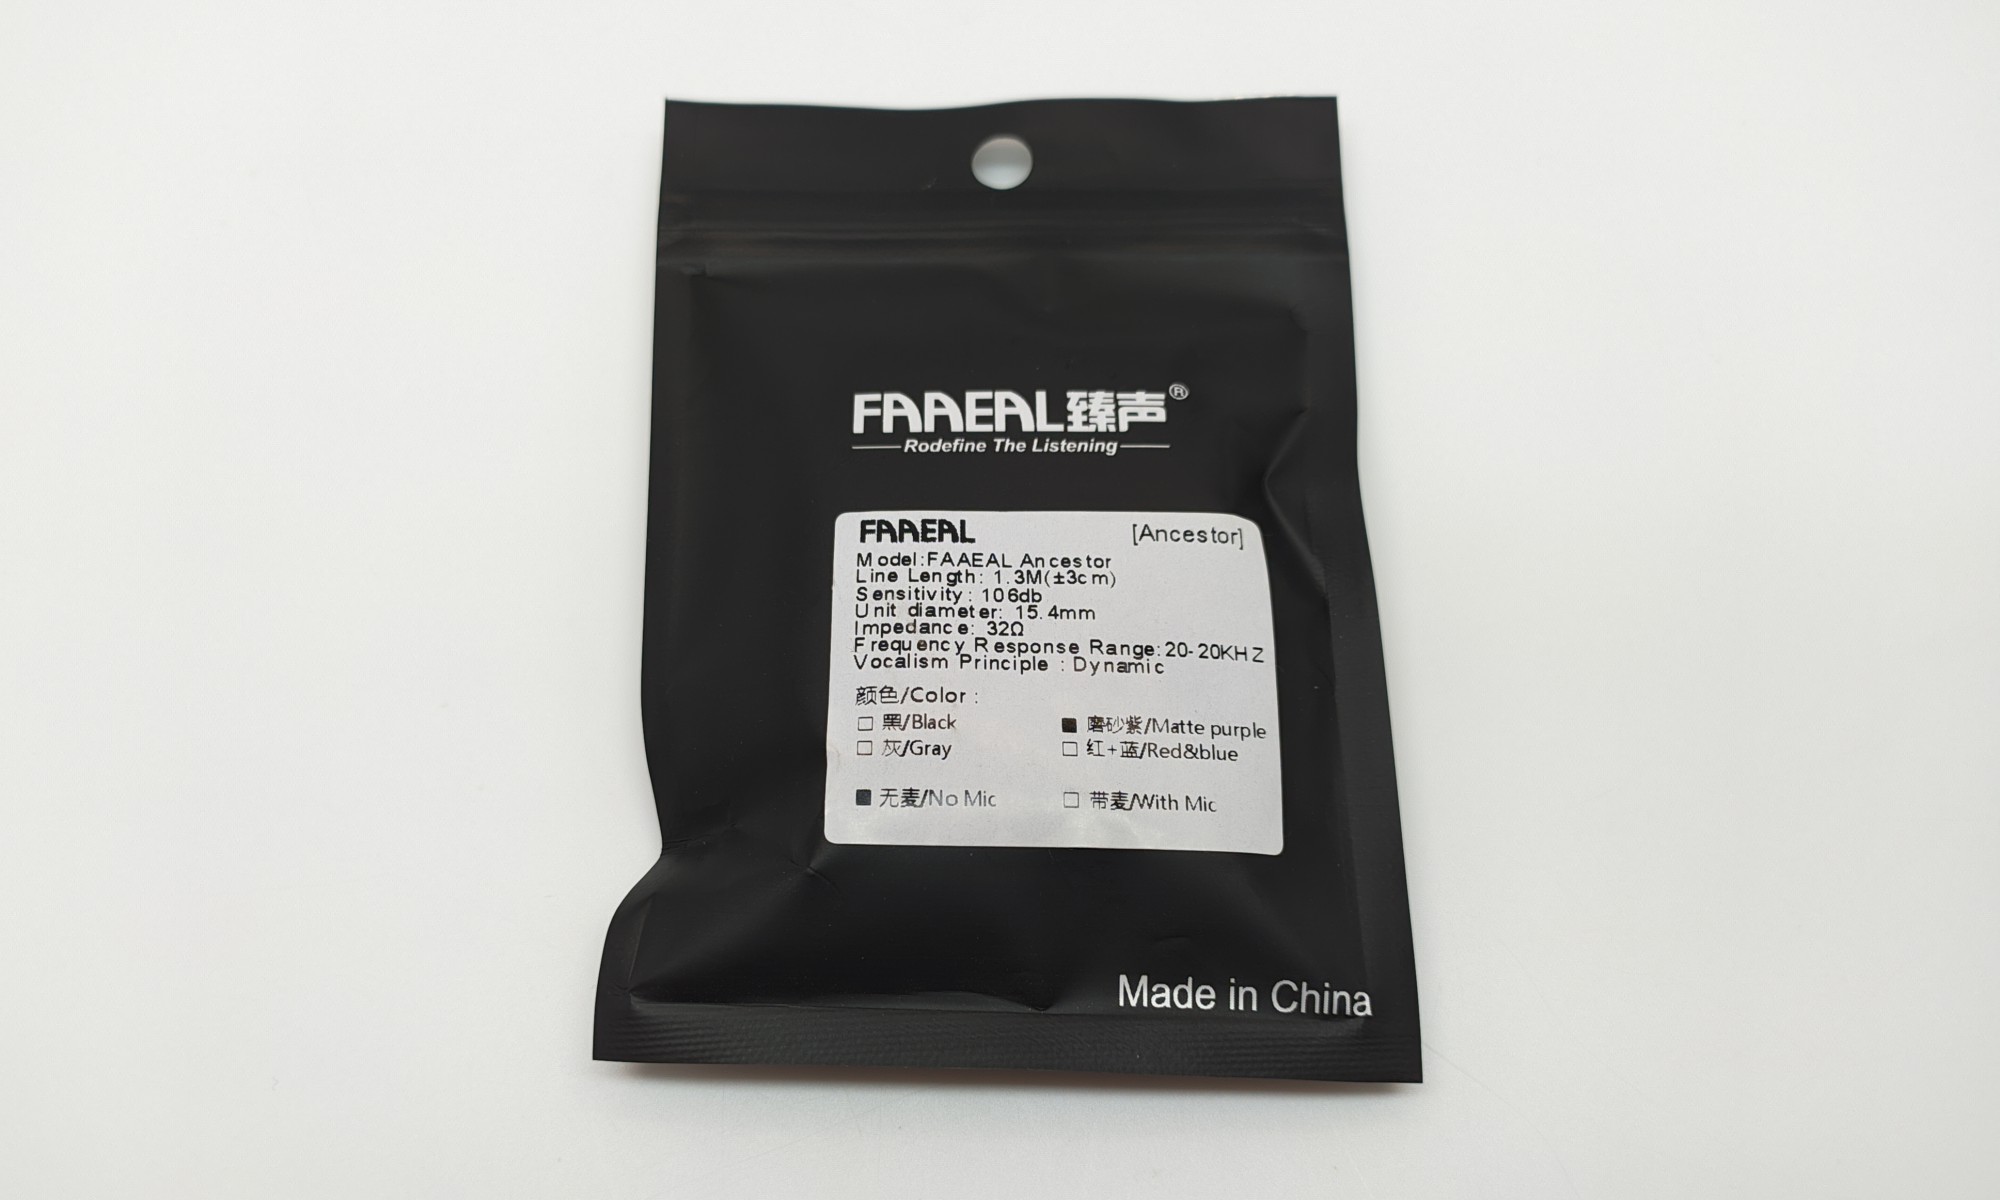 FAAEAL臻声®
Rodefine The Listening
FAAEAL [Ancestor]
Model:FAAEAL Ancestor
Line Length: 1.3M(±3cm)
Sensitivity: 106db
Unit diameter: 15.4mm
Impedance: 32Ω
Frequency Response Range:20-20KHZ
Vocalism Principle : Dynamic
颜色/Color :
□ 黑/Black ■ 磨砂紫/Matte purple
□ 灰/Gray □ 红+蓝/Red&blue
■ 无麦/No Mic □ 带麦/With Mic
Made in China